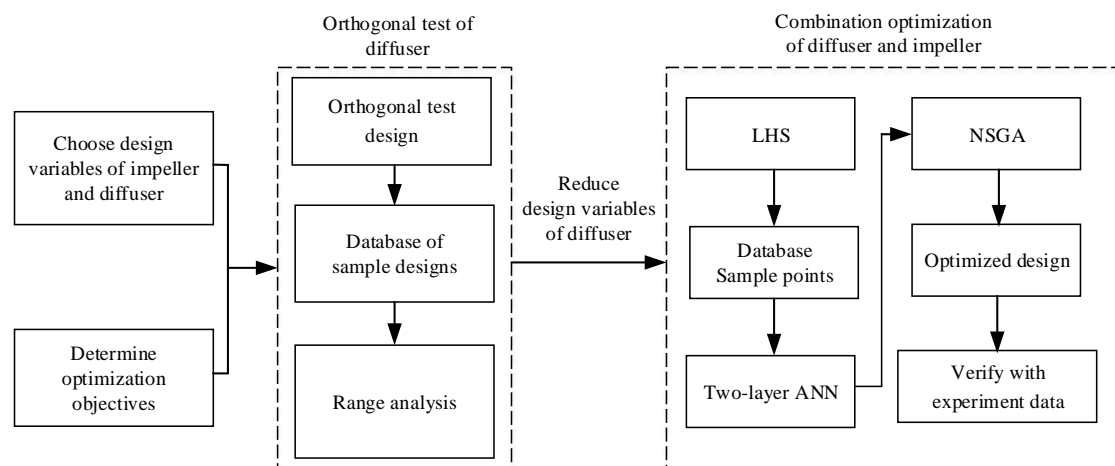 Choose design
variables of impeller
and diffuser
Determine
optimization
objectives
Orthogonal test of
diffuser
Orthogonal test
design
Database of
sample designs
Range analysis
Reduce
design variables
of diffuser
Combination optimization
of diffuser and impeller
LHS
Database
Sample points
Two-layer ANN
NSGA
Optimized design
Verify with
experiment data